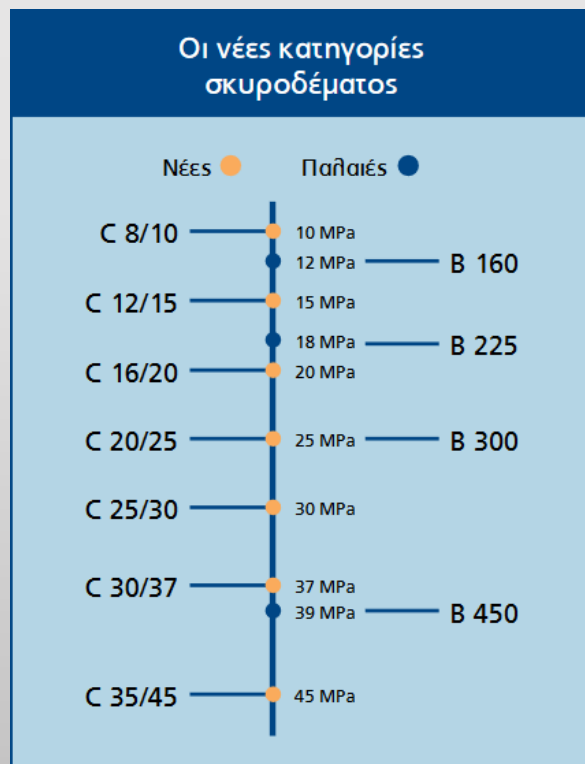 Οι νέες κατηγορίες
σκυροδέματος
Νέες Παλαιές
C 8/10 10 MPa
12 MPa B 160
C 12/15 15 MPa
18 MPa B 225
C 16/20 20 MPa
C 20/25 25 MPa B 300
C 25/30 30 MPa
C 30/37 37 MPa
39 MPa B 450
C 35/45 45 MPa